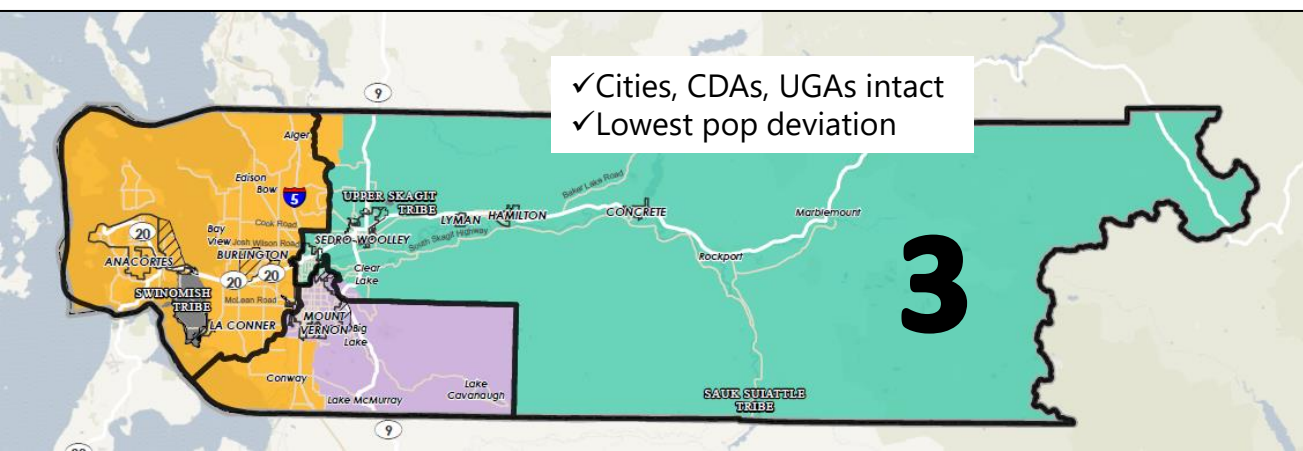 ✓Cities, CDAs, UGAs intact
✓Lowest pop deviation
9
Alger
Edison
Bow
5
UPPER SKAGIT
TRIBE
Baker Lake Road
Cook Road
LYMAN
HAMILTON
CONCRETE
Marblemount
20
Bay
View
Josh Wilson Road
SEDRO-WOOLLEY
South Skagit Highway
BURLINGTON
ANACORTES
20
20
Clear
Lake
Rockport
3
SWINOMISH
TRIBE
McLean Road
LA CONNER
MOUNT
VERNON
Big
Lake
Conway
Lake McMurray
Lake
Cavanaugh
SAUK SUIATTLE
TRIBE
9